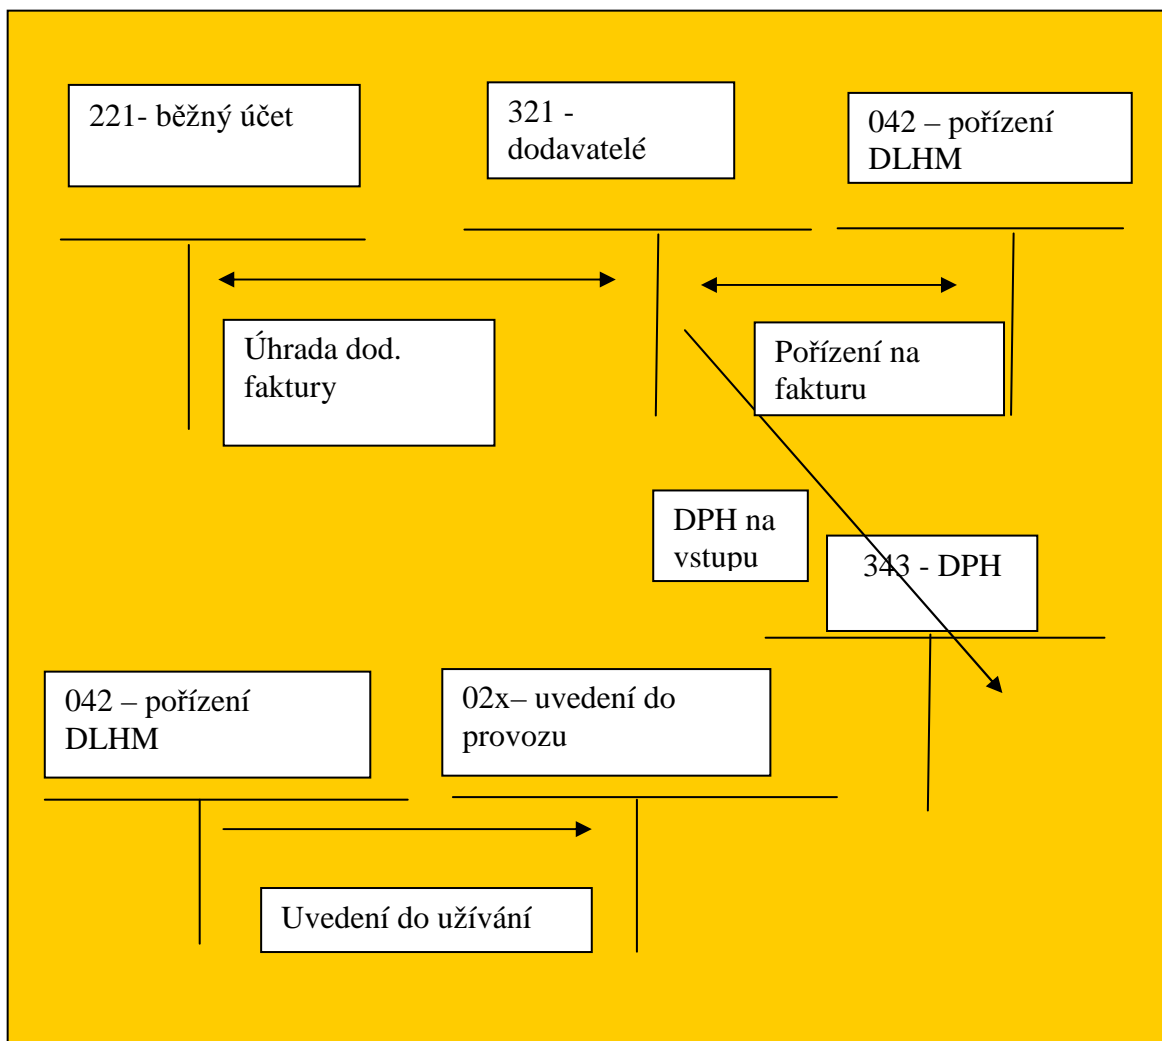 221- běžný účet
321 -
dodavatelé
042 – pořízení
DLHM
Úhrada dod.
faktury
Pořízení na
fakturu
DPH na
vstupu
343 - DPH
042 – pořízení
DLHM
02x– uvedení do
provozu
Uvedení do užívání